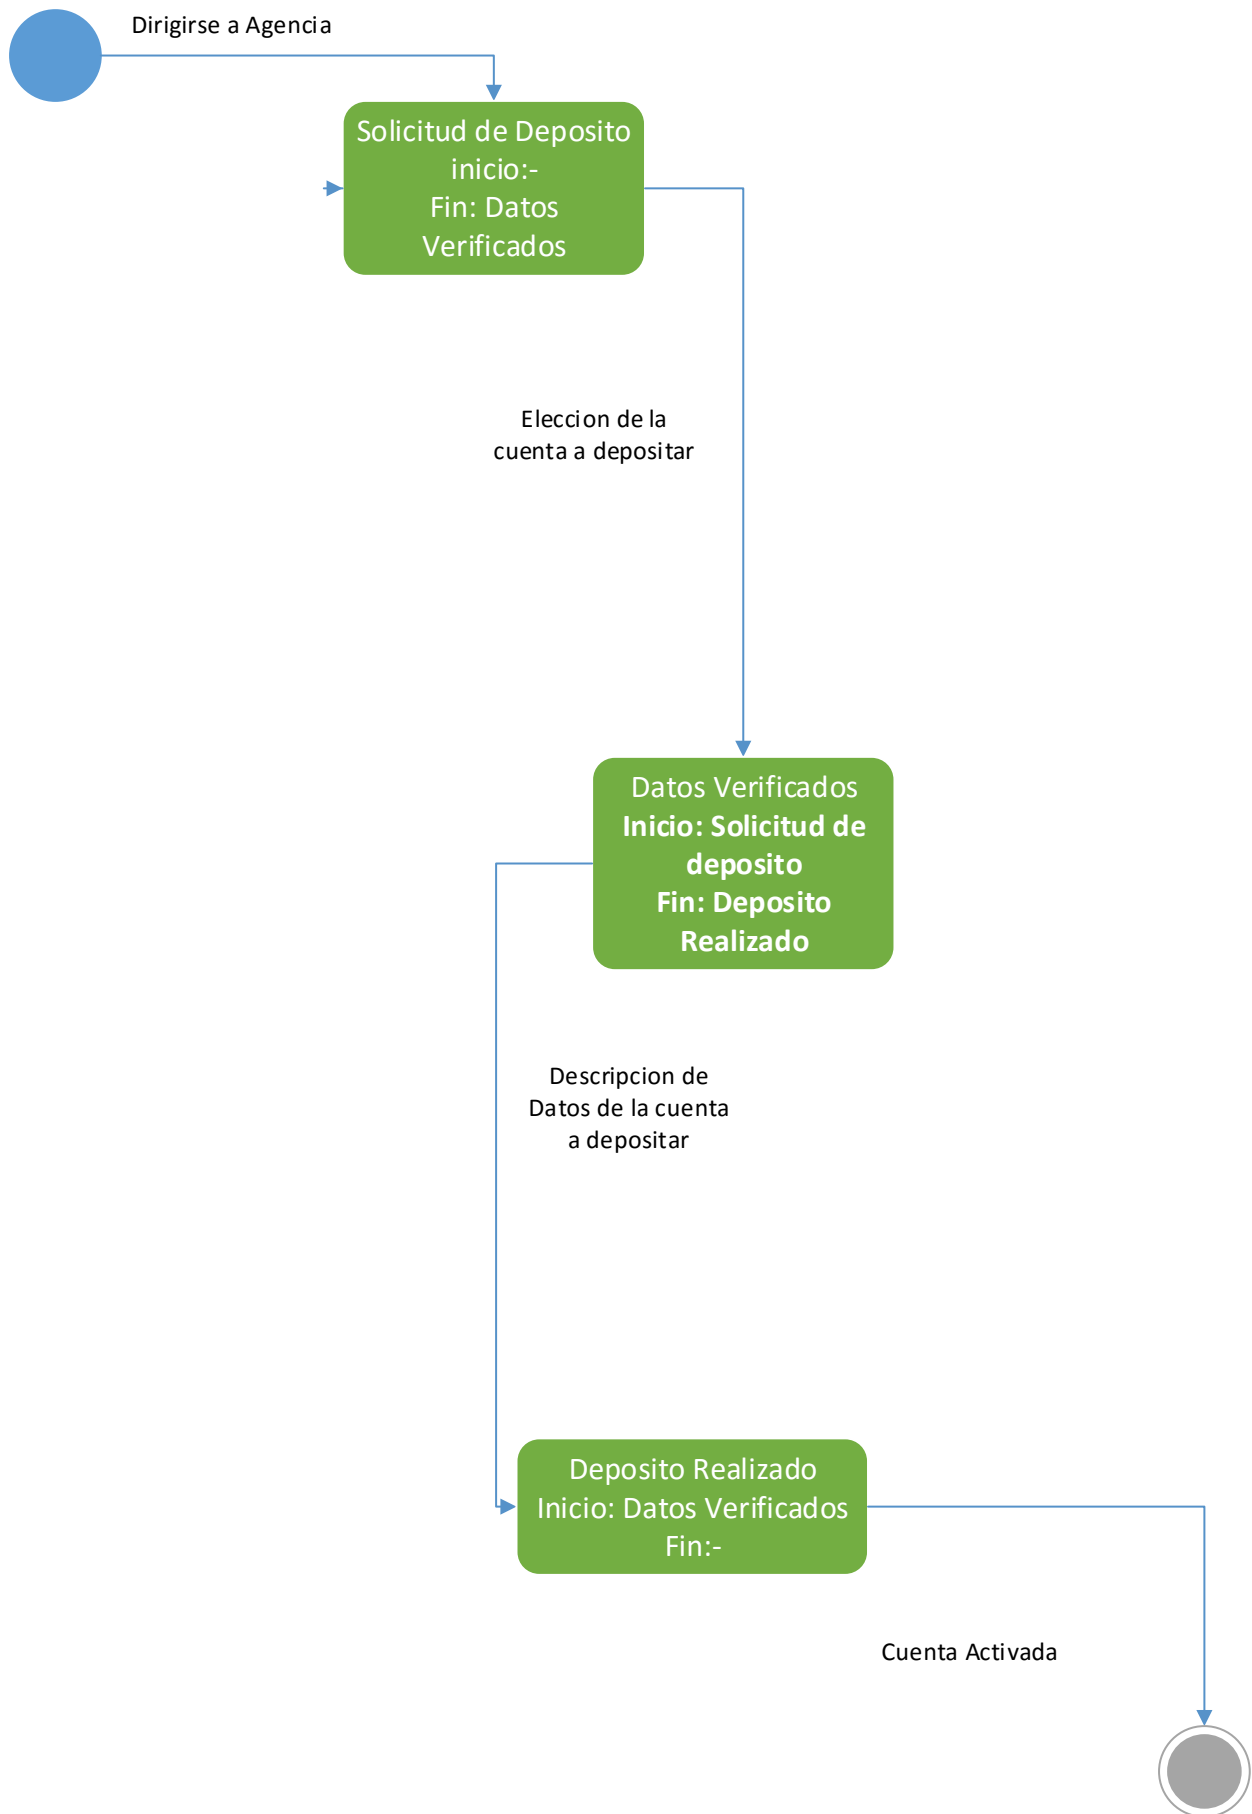 Dirigirse a Agencia
Solicitud de Deposito
inicio:-
Fin: Datos
Verificados
Eleccion de la
cuenta a depositar
Datos Verificados
Inicio: Solicitud de
deposito
Fin: Deposito
Realizado
Descripcion de
Datos de la cuenta
a depositar
Deposito Realizado
Inicio: Datos Verificados
Fin:-
Cuenta Activada